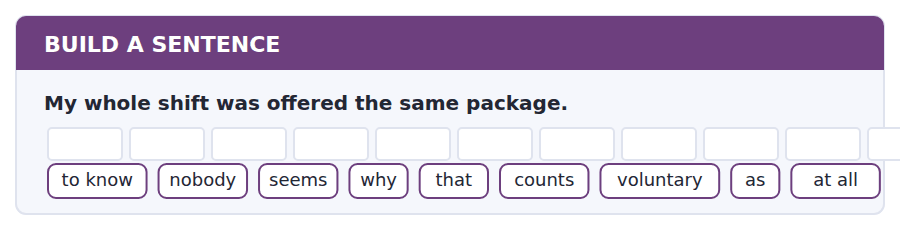 BUILD A SENTENCE
My whole shift was offered the same package.
to know nobody seems why that counts voluntary as at all